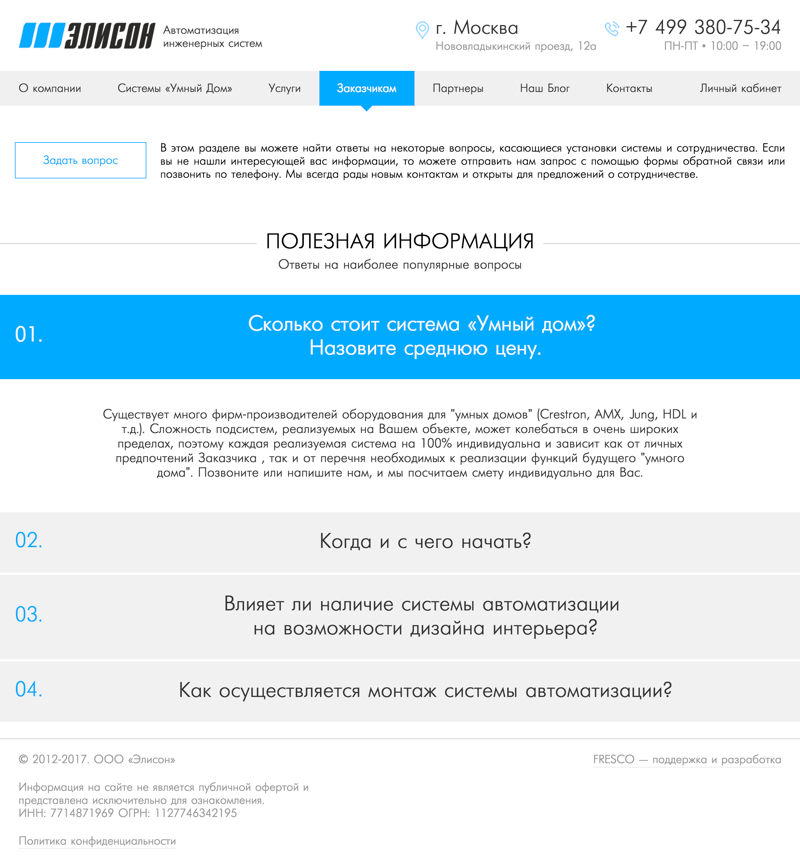 ЭЛИСОН
Автоматизация
инженерных систем
г. Москва
Нововладыкинский проезд, 12а
+7 499 380-75-34
ПН-ПТ • 10:00 – 19:00
О компании
Системы «Умный Дом»
Услуги
Заказчикам
Партнеры
Наш Блог
Контакты
Личный кабинет
Задать вопрос
В этом разделе вы можете найти ответы на некоторые вопросы, касающиеся установки системы и сотрудничества. Если
вы не нашли интересующей вас информации, то можете отправить нам запрос с помощью формы обратной связи или
позвонить по телефону. Мы всегда рады новым контактам и открыты для предложений о сотрудничестве.
ПОЛЕЗНАЯ ИНФОРМАЦИЯ
Ответы на наиболее популярные вопросы
01.
Сколько стоит система «Умный дом»?
Назовите среднюю цену.
Существует много фирм-производителей оборудования для "умных домов" (Crestron, AMX, Jung, HDL и
т.д.). Сложность подсистем, реализуемых на Вашем объекте, может колебаться в очень широких
пределах, поэтому каждая реализуемая система на 100% индивидуальна и зависит как от личных
предпочтений Заказчика , так и от перечня необходимых к реализации функций будущего "умного
дома". Позвоните или напишите нам, и мы посчитаем смету индивидуально для Вас.
02.
Когда и с чего начать?
03.
Влияет ли наличие системы автоматизации
на возможности дизайна интерьера?
04.
Как осуществляется монтаж системы автоматизации?
© 2012-2017. ООО «Элисон»
FRESCO — поддержка и разработка
Информация на сайте не является публичной офертой и
представлена исключительно для ознакомления.
ИНН: 7714871969 ОГРН: 1127746342195
Политика конфиденциальности